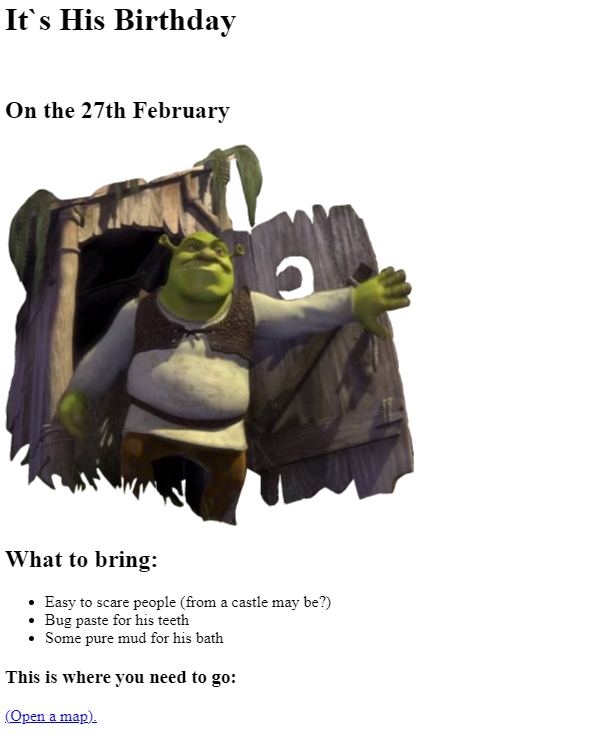 It`s His Birthday
On the 27th February
What to bring:
Easy to scare people (from a castle may be?)
Bug paste for his teeth
Some pure mud for his bath
This is where you need to go:
(Open a map).